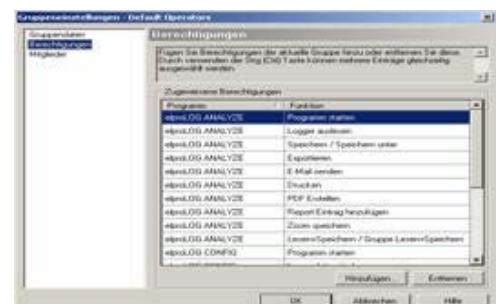 Gruppeneinstellungen - Default Operators
Gruppendaten
Berechtigungen
Mitglieder
Berechtigungen
Fügen Sie Berechtigungen der aktuelle Gruppe hinzu oder entfernen Sie diese.
Durch verwenden der Strg (Ctrl) Taste können mehrere Einträge gleichzeitig
ausgewählt werden.
Zugewiesene Berechtigungen
Programm Funktion
elproLOG ANALYZE Programm starten
elproLOG ANALYZE Logger auslesen
elproLOG ANALYZE Speichern / Speichern unter
elproLOG ANALYZE Exportieren
elproLOG ANALYZE E-Mail senden
elproLOG ANALYZE Drucken
elproLOG ANALYZE PDF Erstellen
elproLOG ANALYZE Report Eintrag hinzufügen
elproLOG ANALYZE Zoom speichern
elproLOG ANALYZE Lesen+Speichern / Gruppe Lesen+Speichern
elproLOG CONFIG Programm starten
Hinzufügen... Entfernen
OK Abbrechen Hilfe